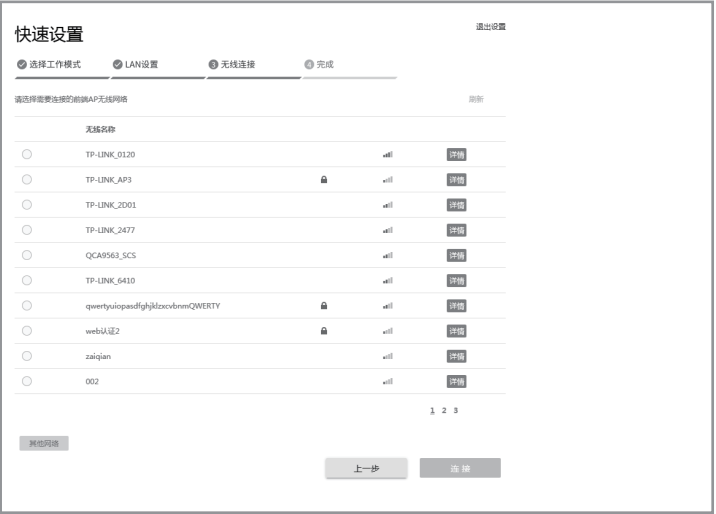 快速设置
退出设置
选择工作模式 LAN设置 3 无线连接 4 完成
请选择需要连接的前端AP无线网络 刷新
无线名称
TP-LINK_0120 详情
TP-LINK_AP3 详情
TP-LINK_2D01 详情
TP-LINK_2477 详情
QCA9563_SCS 详情
TP-LINK_6410 详情
qwertyuiopasdfghjklzxcvbnmQWERTY 详情
web认证2 详情
zaiqian 详情
002 详情
1 2 3
其他网络
上一步 连 接